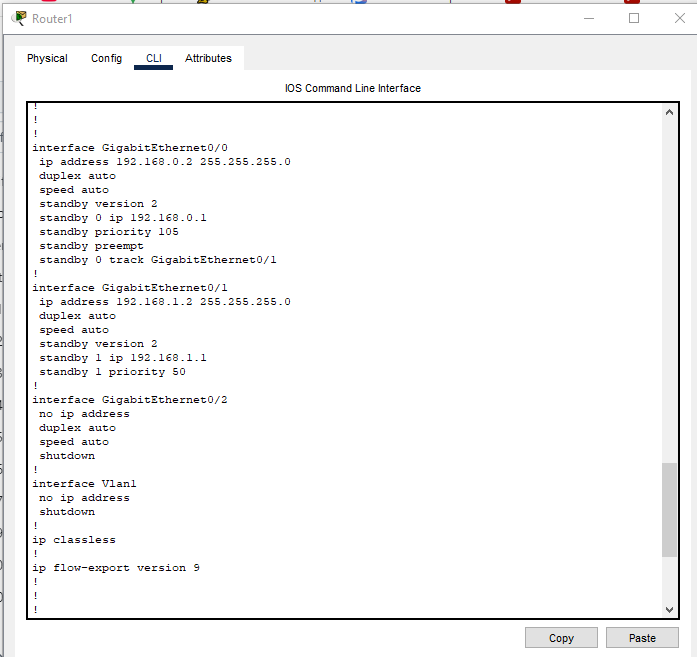 Router1
Physical Config CLI Attributes
IOS Command Line Interface
!
!
!
interface GigabitEthernet0/0
ip address 192.168.0.2 255.255.255.0
duplex auto
speed auto
standby version 2
standby 0 ip 192.168.0.1
standby priority 105
standby preempt
standby 0 track GigabitEthernet0/1
!
interface GigabitEthernet0/1
ip address 192.168.1.2 255.255.255.0
duplex auto
speed auto
standby version 2
standby 1 ip 192.168.1.1
standby 1 priority 50
!
interface GigabitEthernet0/2
no ip address
duplex auto
speed auto
shutdown
!
interface Vlan1
no ip address
shutdown
!
ip classless
!
ip flow-export version 9
!
!
!
Copy Paste